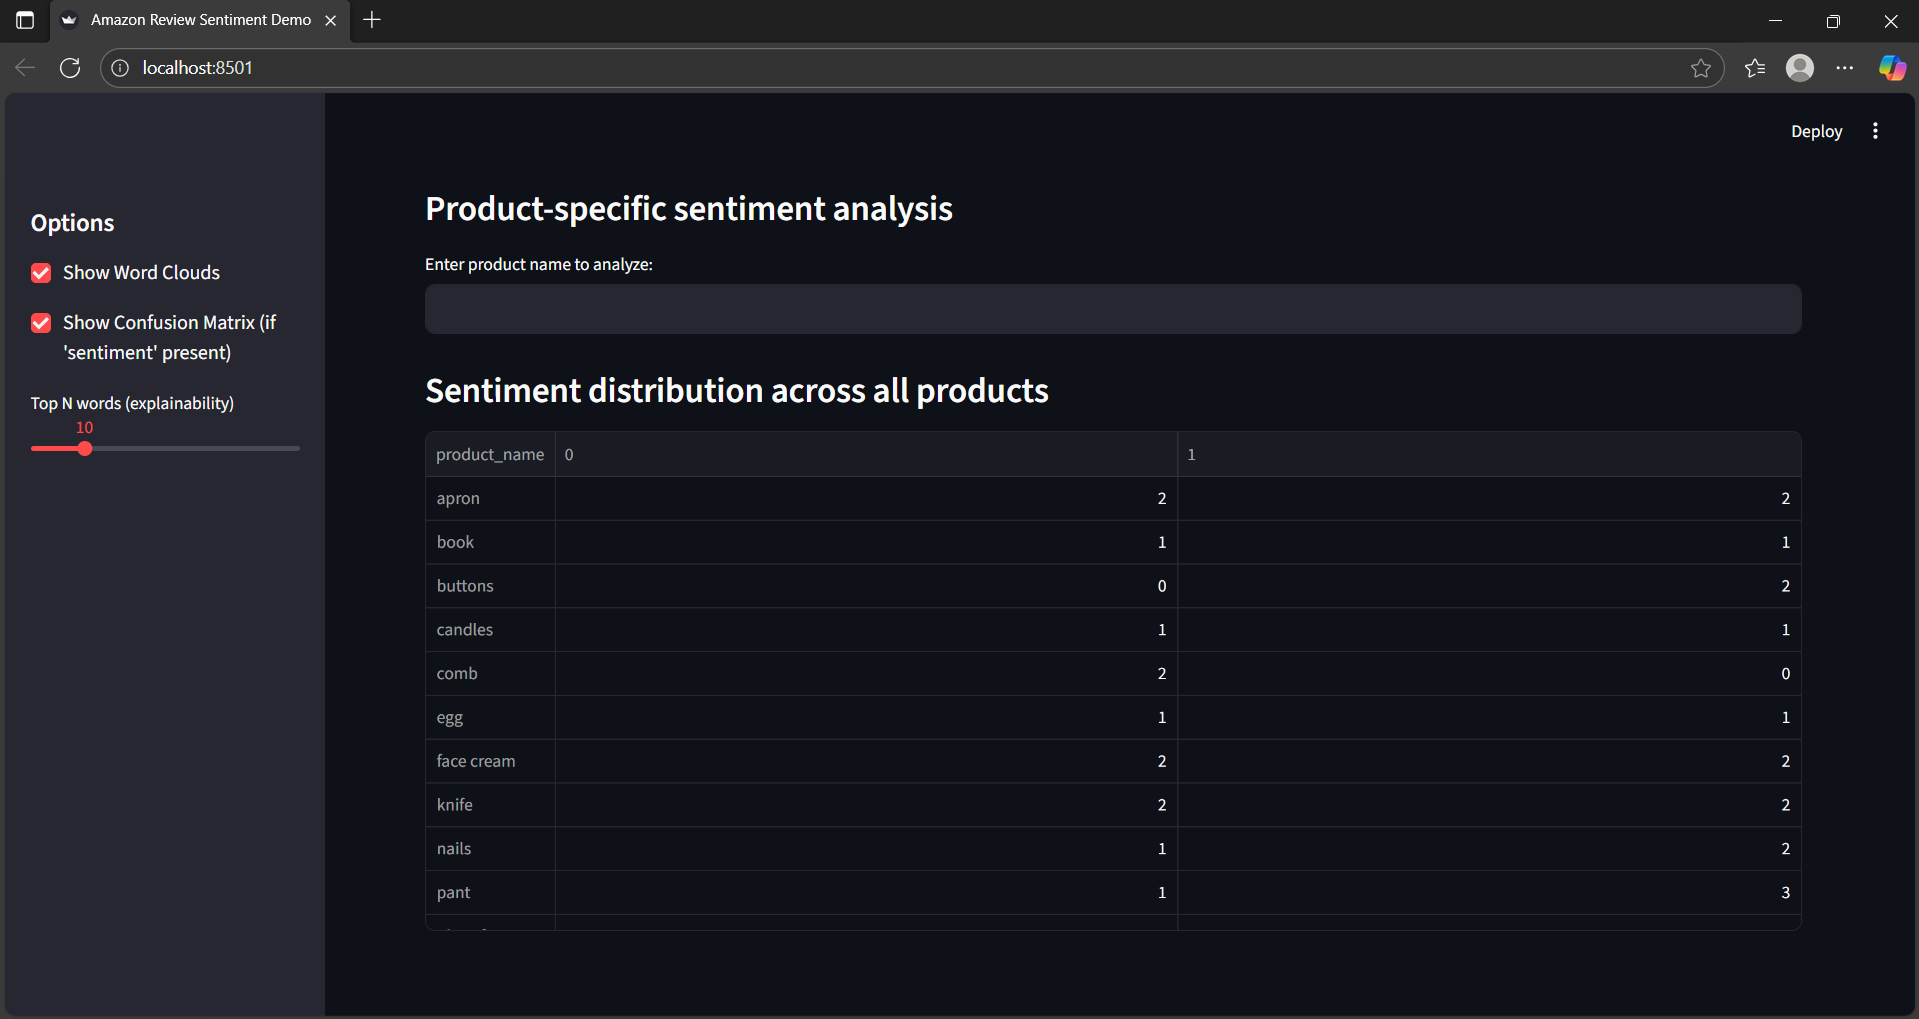 Amazon Review Sentiment Demo
localhost:8501
Deploy
Options
Show Word Clouds
Show Confusion Matrix (if
'sentiment' present)
Top N words (explainability)
10
Product-specific sentiment analysis
Enter product name to analyze:
Sentiment distribution across all products
product_name 0 1
apron 2 2
book 1 1
buttons 0 2
candles 1 1
comb 2 0
egg 1 1
face cream 2 2
knife 2 2
nails 1 2
pant 1 3